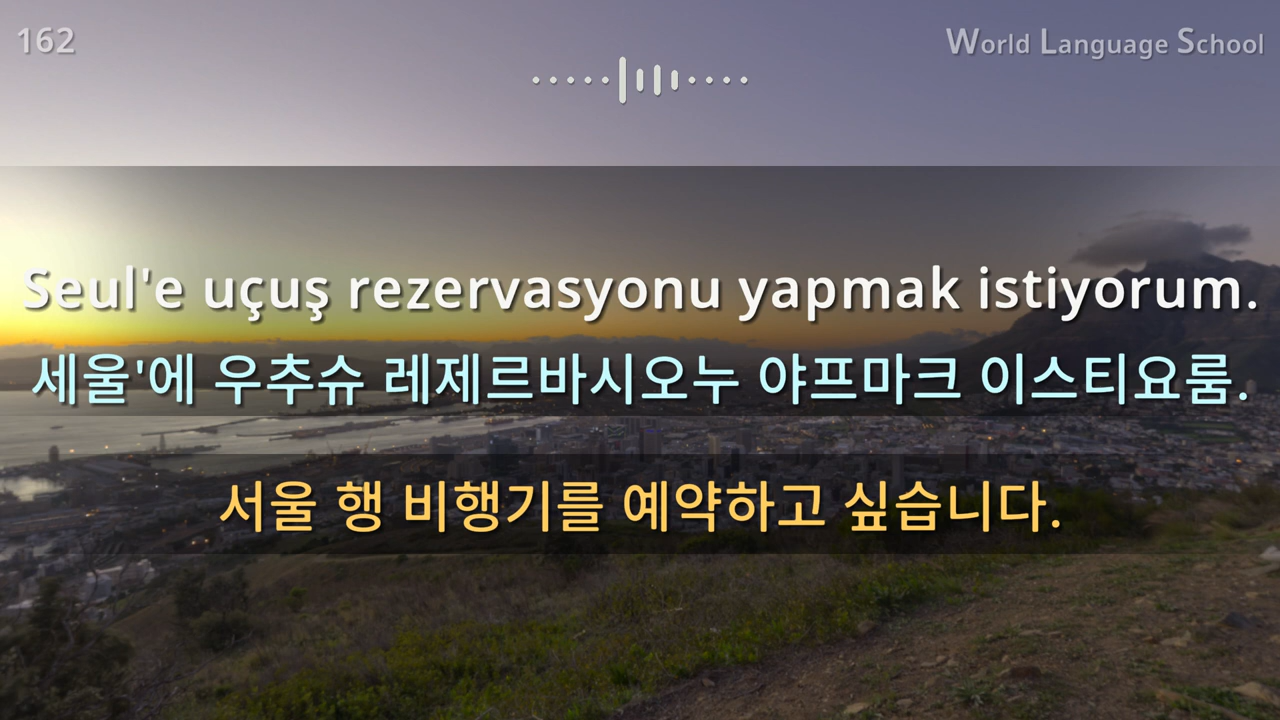 162
World Language School
Seul'e uçuş rezervasyonu yapmak istiyorum.
세울'에 우추슈 레제르바시오누 야프마크 이스티요룸.
서울 행 비행기를 예약하고 싶습니다.